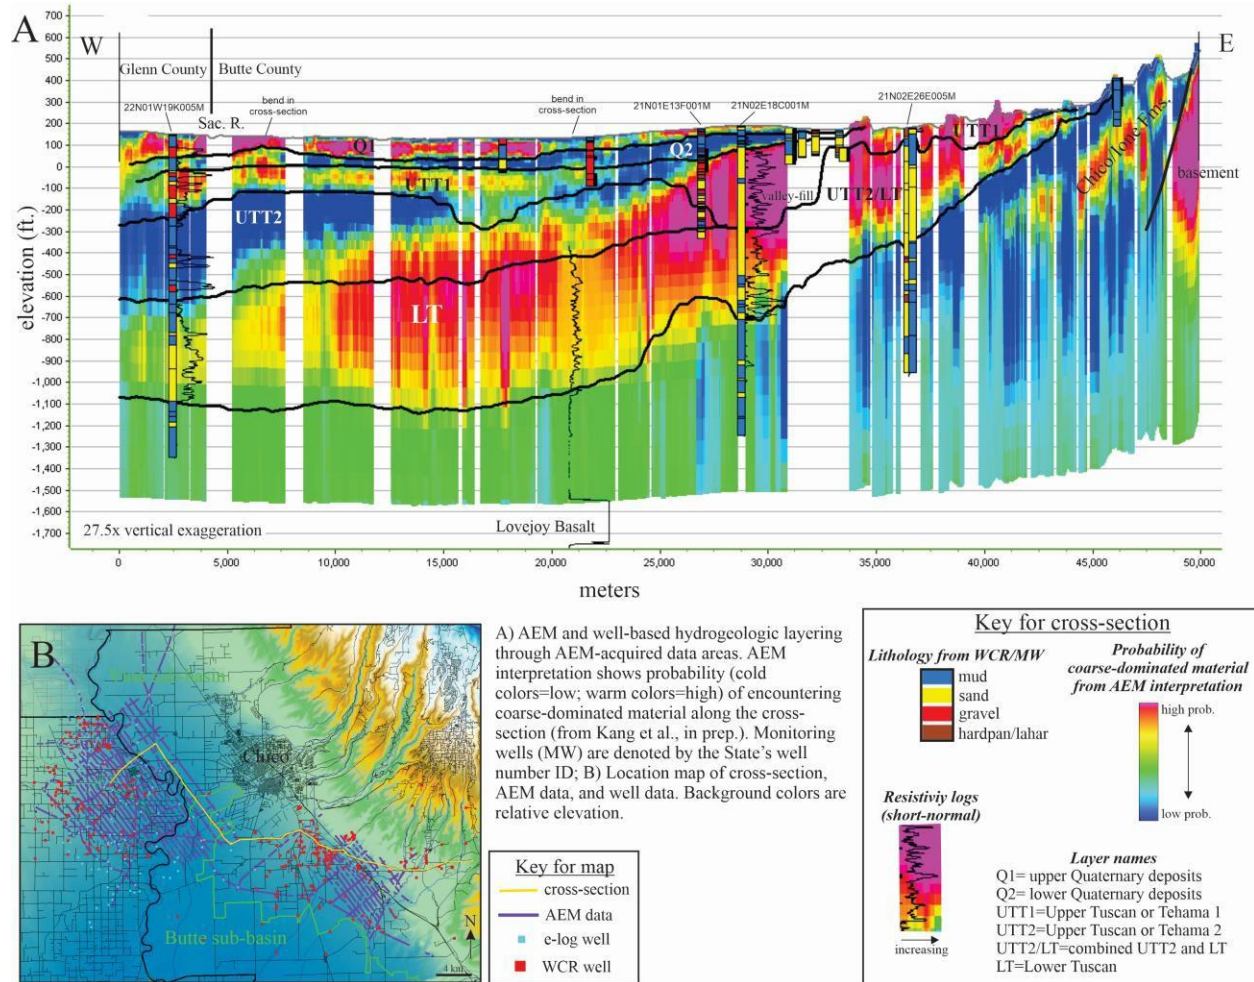 A
W
E
700
600
500
400
300
200
100
0
-100
-200
-300
-400
-500
-600
-700
-800
-900
-1,000
-1,100
-1,200
-1,300
-1,400
-1,500
-1,600
-1,700
elevation (ft.)
Glenn County
Butte County
22N01W19K005M
Sac. R.
bend in
cross-section
bend in
cross-section
21N01E13F001M
21N02E18C001M
21N02E26E005M
Q1
Q2
UTT1
UTT1
UTT2
valley-fill
UTT2/LT
LT
Chico/Ione Fms.
basement
Lovejoy Basalt
27.5x vertical exaggeration
0
5,000
10,000
15,000
20,000
25,000
30,000
35,000
40,000
45,000
50,000
meters
B
Vina sub-basin
Chico
Butte sub-basin
N
4 km
A) AEM and well-based hydrogeologic layering
through AEM-acquired data areas. AEM
interpretation shows probability (cold
colors=low; warm colors=high) of encountering
coarse-dominated material along the cross-
section (from Kang et al., in prep.). Monitoring
wells (MW) are denoted by the State's well
number ID; B) Location map of cross-section,
AEM data, and well data. Background colors are
relative elevation.
Key for map
cross-section
AEM data
e-log well
WCR well
Key for cross-section
Lithology from WCR/MW
mud
sand
gravel
hardpan/lahar
Probability of
coarse-dominated material
from AEM interpretation
high prob.
low prob.
Resistiviy logs
(short-normal)
increasing
Layer names
Q1= upper Quaternary deposits
Q2= lower Quaternary deposits
UTT1=Upper Tuscan or Tehama 1
UTT2=Upper Tuscan or Tehama 2
UTT2/LT=combined UTT2 and LT
LT=Lower Tuscan